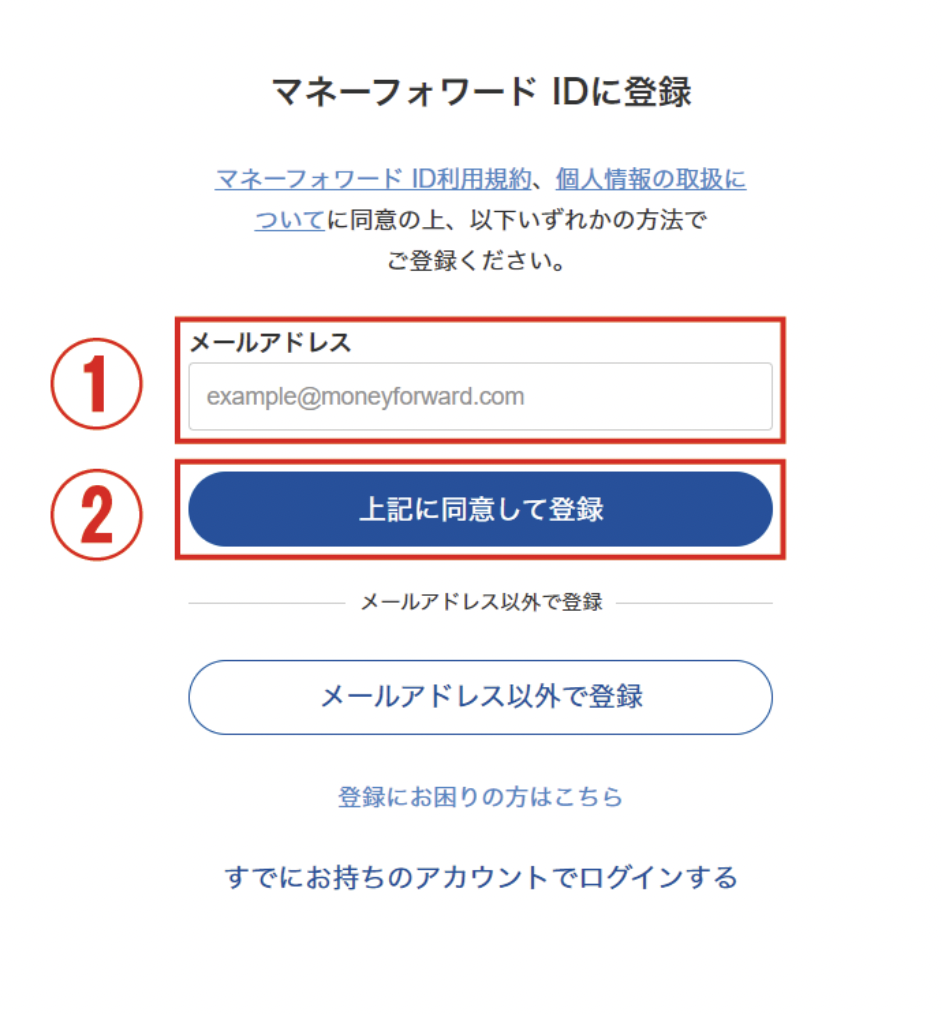 マネーフォワード IDに登録
マネーフォワード ID利用規約、個人情報の取扱に
ついてに同意の上、以下いずれかの方法で
ご登録ください。
1
メールアドレス
example@moneyforward.com
2
上記に同意して登録
メールアドレス以外で登録
メールアドレス以外で登録
登録にお困りの方はこちら
すでにお持ちのアカウントでログインする